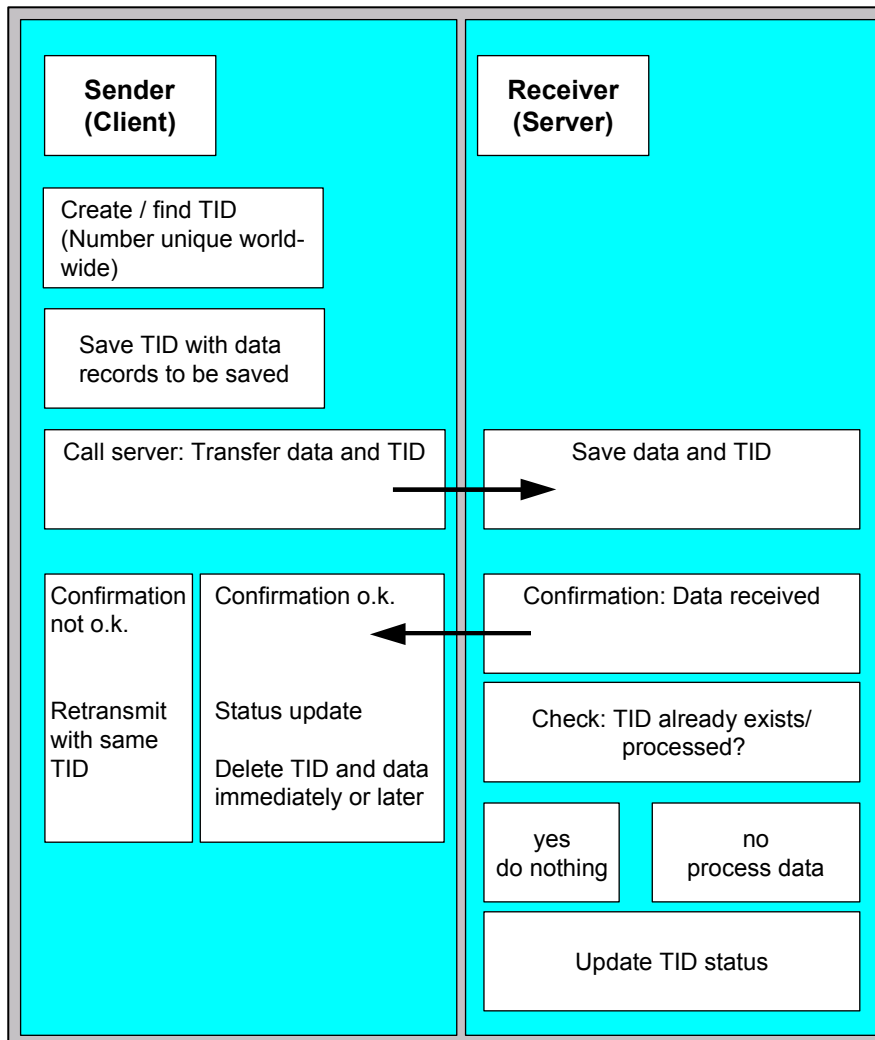 Sender
(Client)
Receiver
(Server)
Create / find TID
(Number unique world-
wide)
Save TID with data
records to be saved
Call server: Transfer data and TID
Save data and TID
Confirmation
not o.k.
Retransmit
with same
TID
Confirmation o.k.
Status update
Delete TID and data
immediately or later
Confirmation: Data received
Check: TID already exists/
processed?
yes
do nothing
no
process data
Update TID status